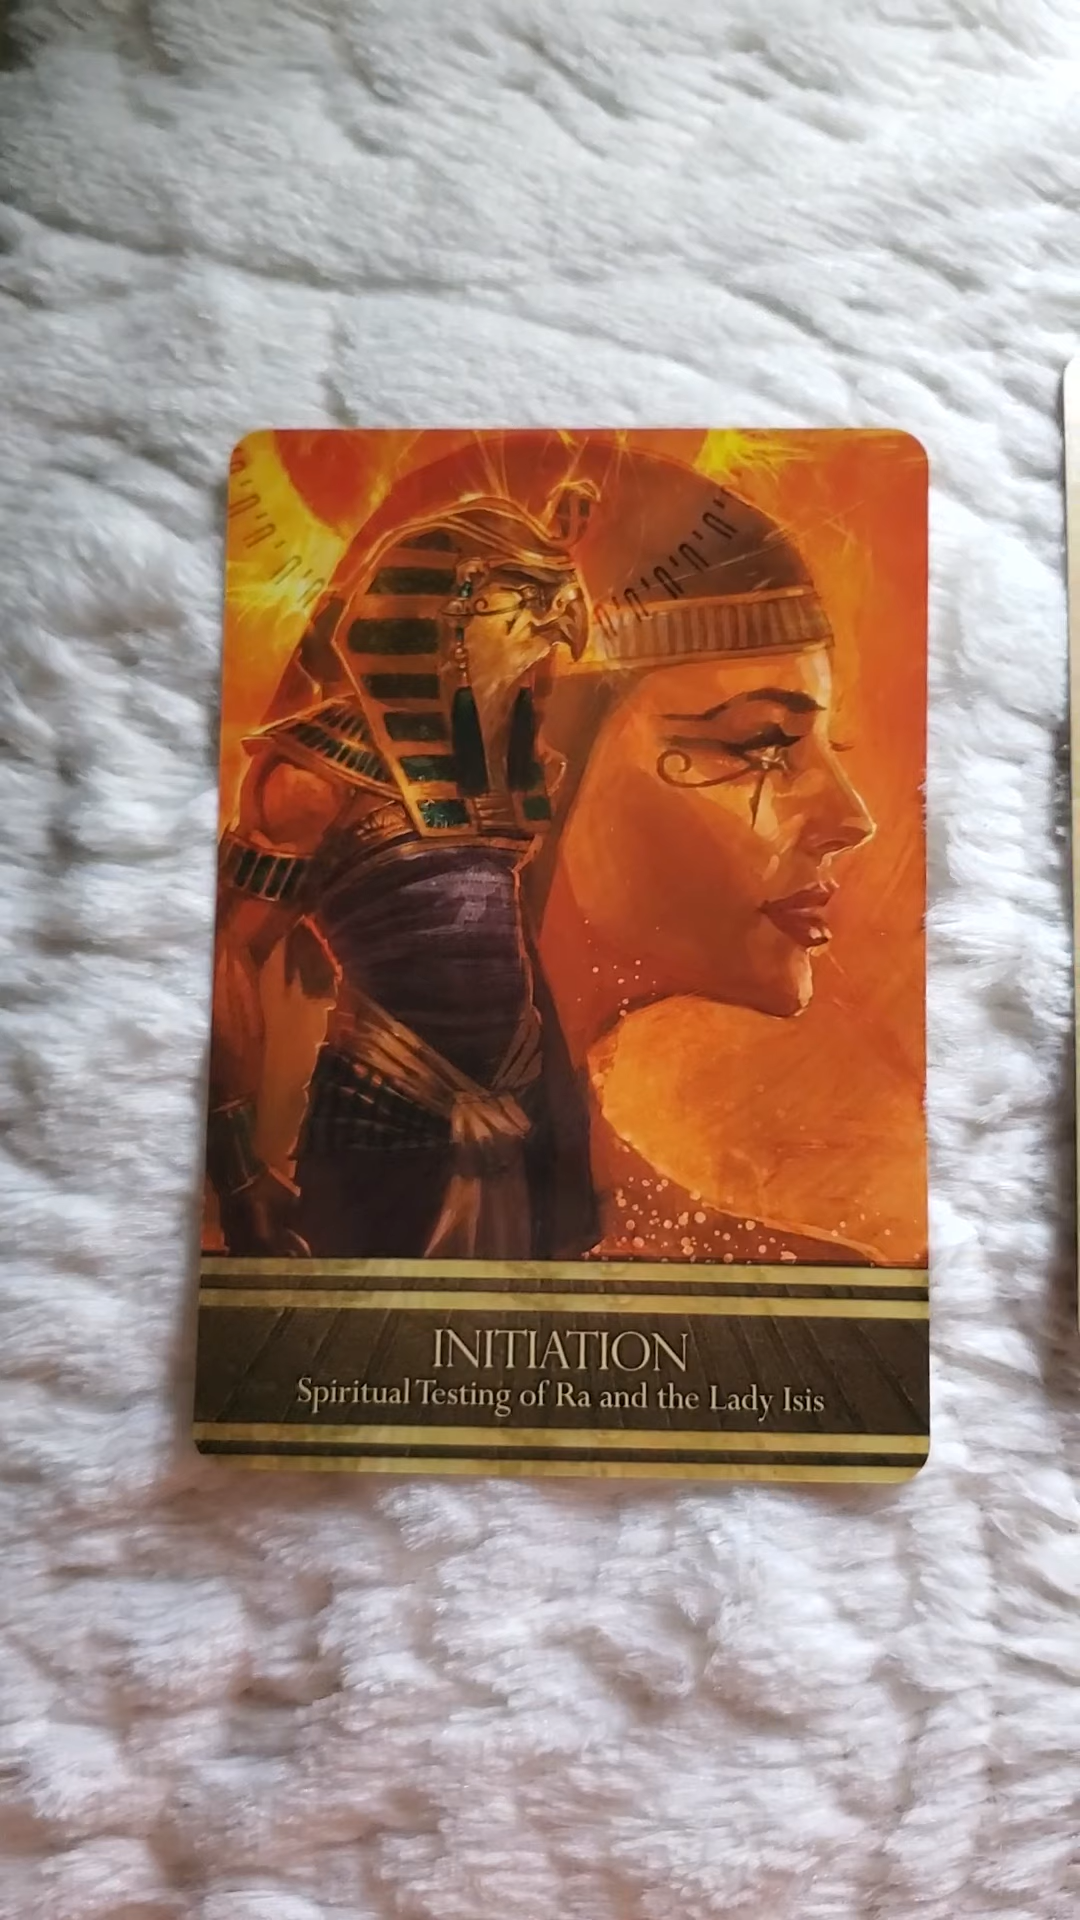 INITIATION
Spiritual Testing of Ra and the Lady Isis